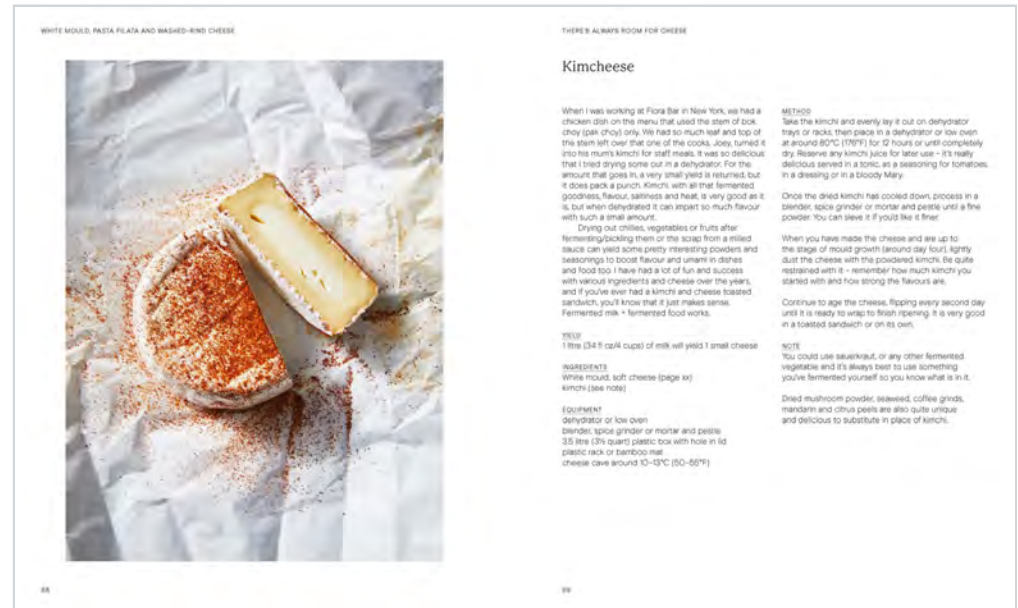 WHITE MOULD, PASTA FILATA AND WASHED-RIND CHEESE
THERE'S ALWAYS ROOM FOR CHEESE
Kimcheese
When I was working at Flora Bar in New York, we had a
chicken dish on the menu that used the stem of bok
choy (pak choy) only. We had so much leaf and top of
the stem left over that one of the cooks, Joey, turned it
into his mum's kimchi for staff meals. It was so delicious
that I tried drying some out in a dehydrator. For the
amount that goes in, a very small yield is returned, but
it does pack a punch. Kimchi, with all that fermented
goodness, flavour, saltiness and heat, is very good as it
is, but when dehydrated it can impart so much flavour
with such a small amount.
Drying out chillies, vegetables or fruits after
fermenting/pickling them or the scrap from a milled
sauce can yield some pretty interesting powders and
seasonings to boost flavour and umami in dishes
and food too. I have had a lot of fun and success
with various ingredients and cheese over the years,
and if you've ever had a kimchi and cheese toasted
sandwich, you'll know that it just makes sense.
Fermented milk + fermented food works.
YIELD
1 litre (34 fl oz/4 cups) of milk will yield 1 small cheese
INGREDIENTS
White mould, soft cheese (page xx)
kimchi (see note)
EQUIPMENT
dehydrator or low oven
blender, spice grinder or mortar and pestle
3.5 litre (3½ quart) plastic box with hole in lid
plastic rack or bamboo mat
cheese cave around 10–13°C (50–55°F)
METHOD
Take the kimchi and evenly lay it out on dehydrator
trays or racks, then place in a dehydrator or low oven
at around 80°C (176°F) for 12 hours or until completely
dry. Reserve any kimchi juice for later use – it's really
delicious served in a tonic, as a seasoning for tomatoes,
in a dressing or in a bloody Mary.
Once the dried kimchi has cooled down, process in a
blender, spice grinder or mortar and pestle until a fine
powder. You can sieve it if you'd like it finer.
When you have made the cheese and are up to
the stage of mould growth (around day four), lightly
dust the cheese with the powdered kimchi. Be quite
restrained with it – remember how much kimchi you
started with and how strong the flavours are.
Continue to age the cheese, flipping every second day
until it is ready to wrap to finish ripening. It is very good
in a toasted sandwich or on its own.
NOTE
You could use sauerkraut, or any other fermented
vegetable and it's always best to use something
you've fermented yourself so you know what is in it.
Dried mushroom powder, seaweed, coffee grinds,
mandarin and citrus peels are also quite unique
and delicious to substitute in place of kimchi.